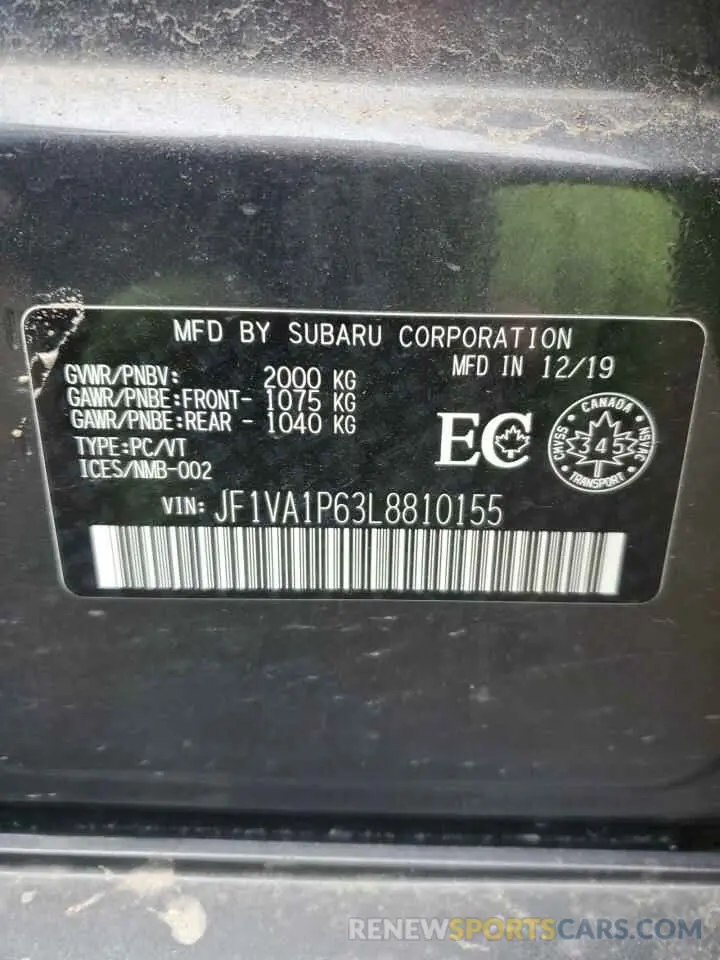 MFD BY SUBARU CORPORATION
MFD IN 12/19
GVWR/PNBV: 2000 KG
GAWR/PNBE:FRONT- 1075 KG
GAWR/PNBE:REAR - 1040 KG
TYPE:PC/VT
ICES/NMB-002
EC
CANADA
CMVSS 345 NSVAC
TRANSPORT
VIN: JF1VA1P63L8810155
RENEWSPORTSCARS.COM